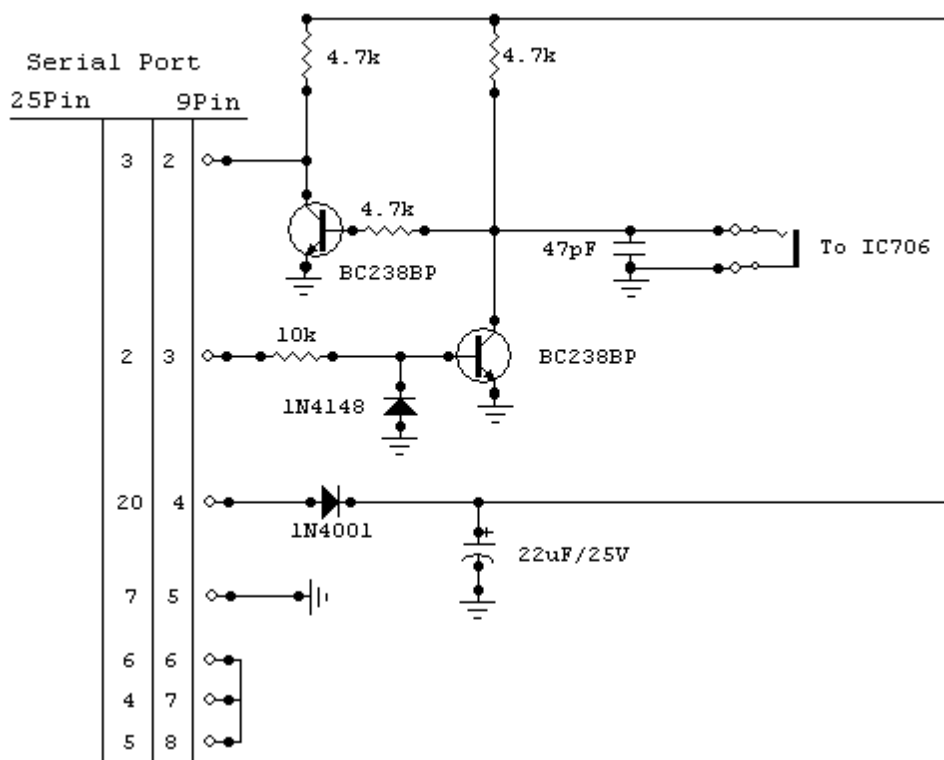 4.7k 4.7k
Serial Port
25Pin 9Pin
3 2
4.7k
47pF
To IC706
BC238BP
10k
2 3
BC238BP
1N4148
20 4
1N4001
+
22uF/25V
7 5
6 6
4 7
5 8